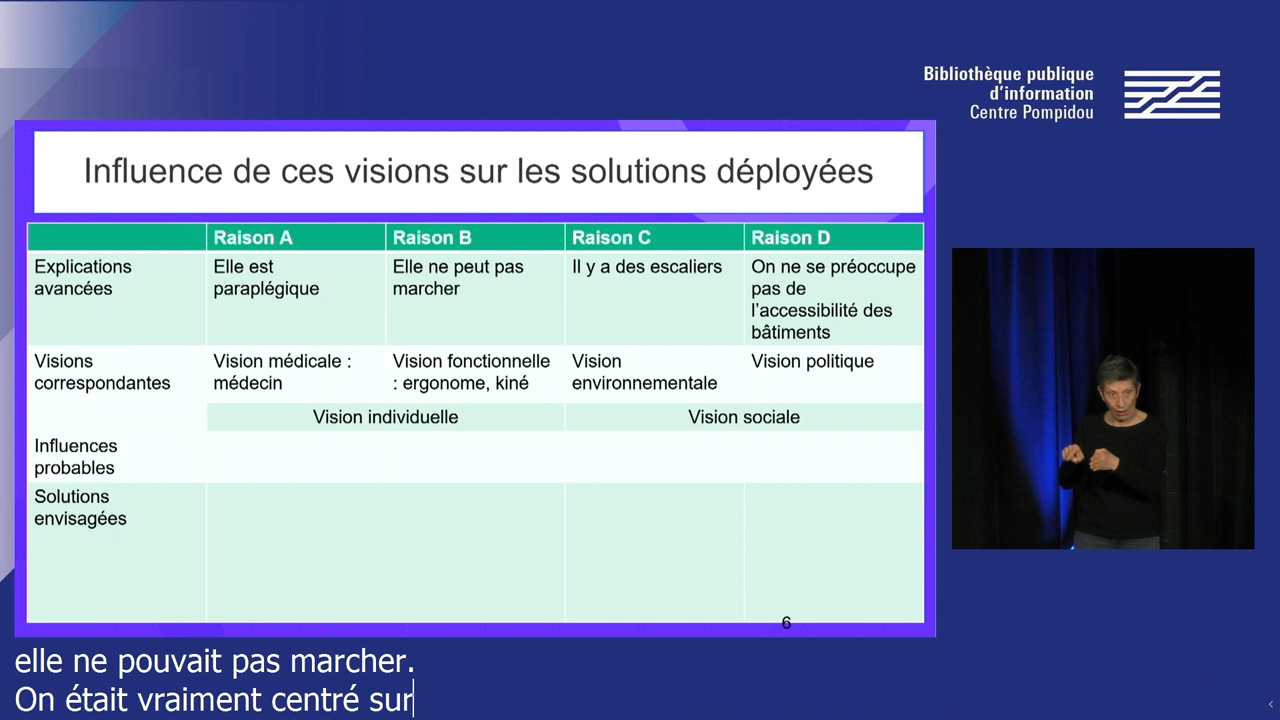 Bibliothèque publique
d'information
Centre Pompidou
Influence de ces visions sur les solutions déployées
Raison A
Raison B
Raison C
Raison D
Explications
avancées
Elle est
paraplégique
Elle ne peut pas
marcher
Il y a des escaliers
On ne se préoccupe
pas de
l'accessibilité des
bâtiments
Visions
correspondantes
Vision médicale :
médecin
Vision fonctionnelle
: ergonome, kiné
Vision
environnementale
Vision politique
Vision individuelle
Vision sociale
Influences
probables
Solutions
envisagées
6
elle ne pouvait pas marcher.
On était vraiment centré sur